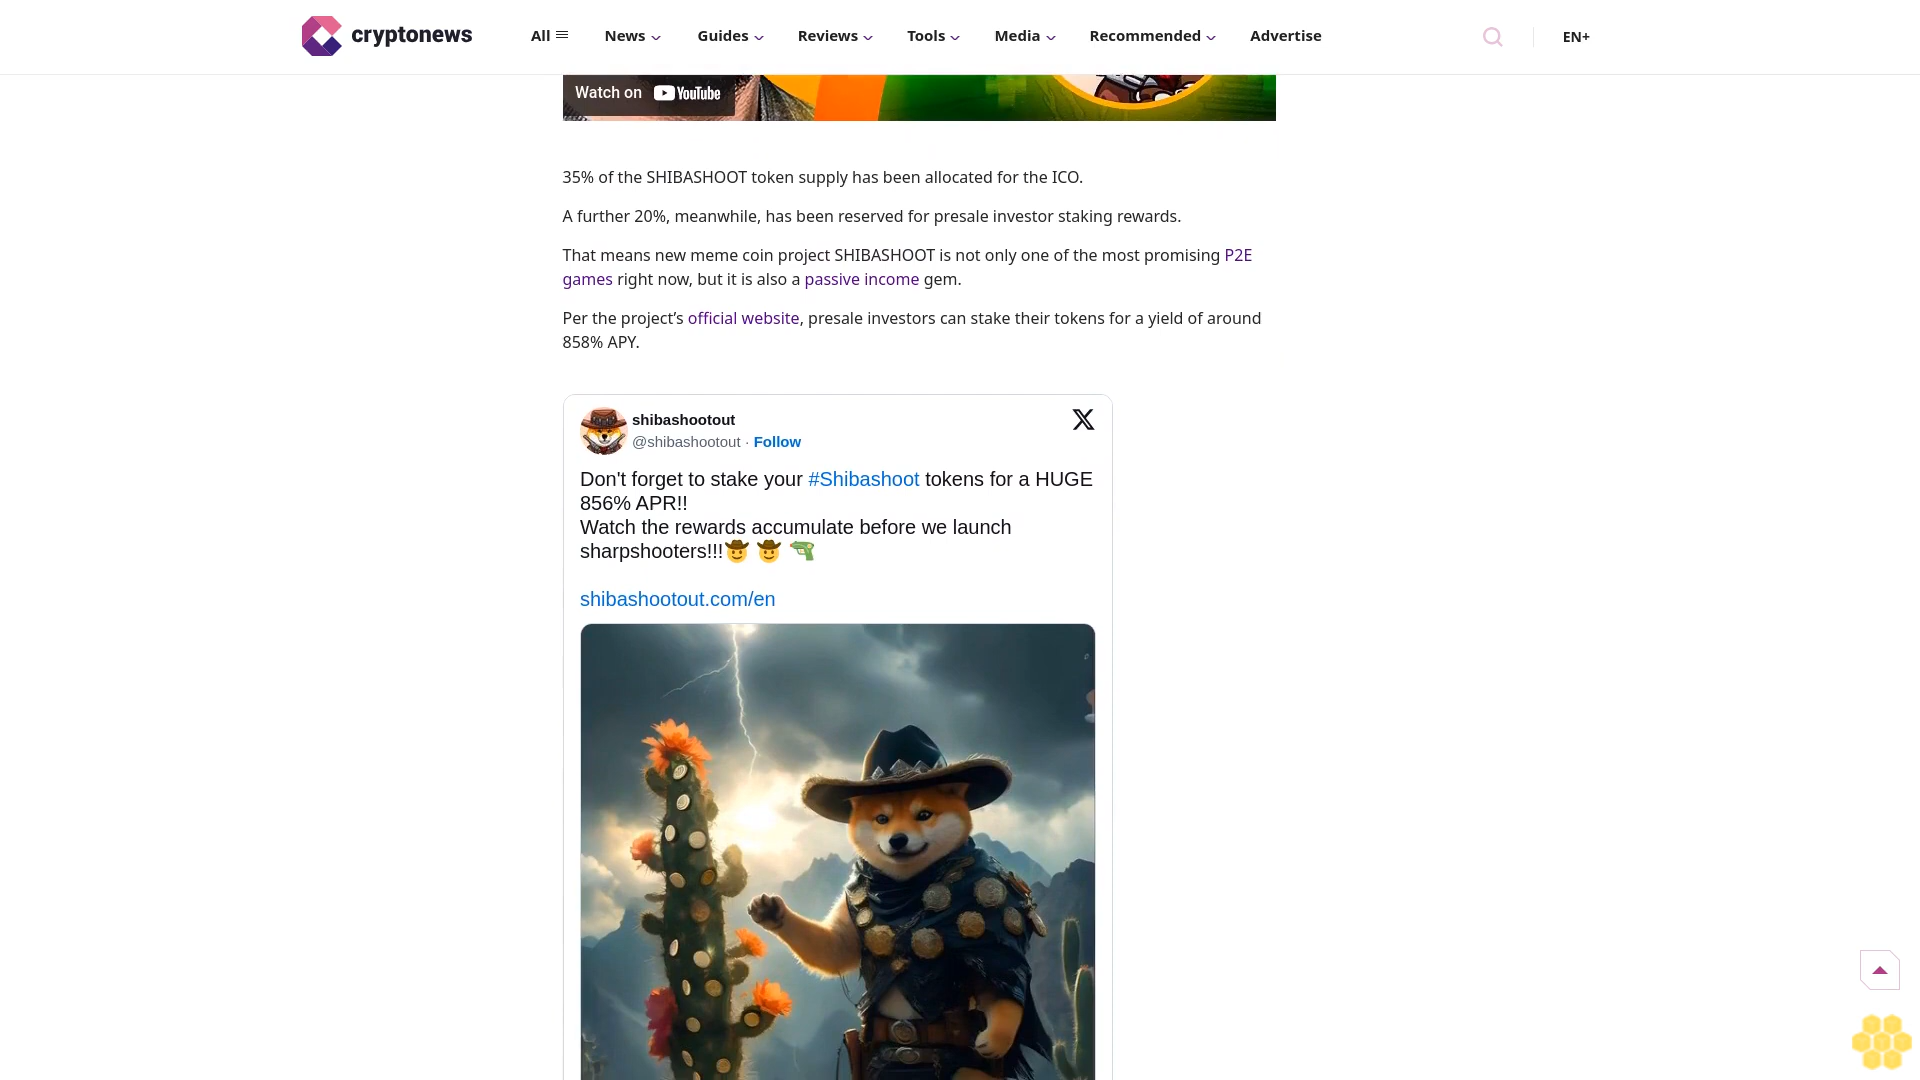 cryptonews
All
News
Guides
Reviews
Tools
Media
Recommended
Advertise
EN+
Watch on YouTube
35% of the SHIBASHOOT token supply has been allocated for the ICO.
A further 20%, meanwhile, has been reserved for presale investor staking rewards.
That means new meme coin project SHIBASHOOT is not only one of the most promising P2E
games right now, but it is also a passive income gem.
Per the project’s official website, presale investors can stake their tokens for a yield of around
858% APY.
shibashootout
@shibashootout · Follow
Don't forget to stake your #Shibashoot tokens for a HUGE
856% APR!!
Watch the rewards accumulate before we launch
sharpshooters!!!🤠 🤠 🔫
shibashootout.com/en